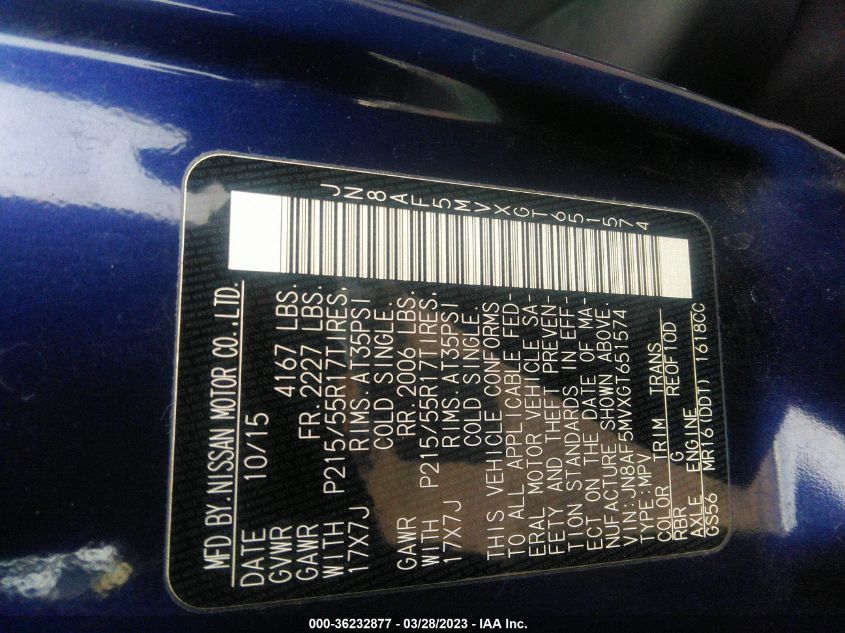 JN8AF5MVXGT651574
MFD BY.NISSAN MOTOR CO.,LTD.
DATE 10/15
GVWR 4167 LBS.
GAWR FR.2227 LBS.
WITH P215/55R17TIRES.
17X7J RIMS.AT35PSI
COLD SINGLE.
GAWR RR.2006 LBS.
WITH P215/55R17TIRES.
17X7J RIMS.AT35PSI
COLD SINGLE.
THIS VEHICLE CONFORMS
TO ALL APPLICABLE FED-
ERAL MOTOR VEHICLE SA-
FETY AND THEFT PREVEN-
TION STANDARDS IN EFF-
ECT ON THE DATE OF MA-
NUFACTURE SHOWN ABOVE.
VIN:JN8AF5MVXGT651574
TYPE:MPV
COLOR TRIM TRANS
RBR G RE0F10D
AXLE ENGINE
GS56 MR16(DDT) 1618CC
000-36232877 - 03/28/2023 - IAA Inc.